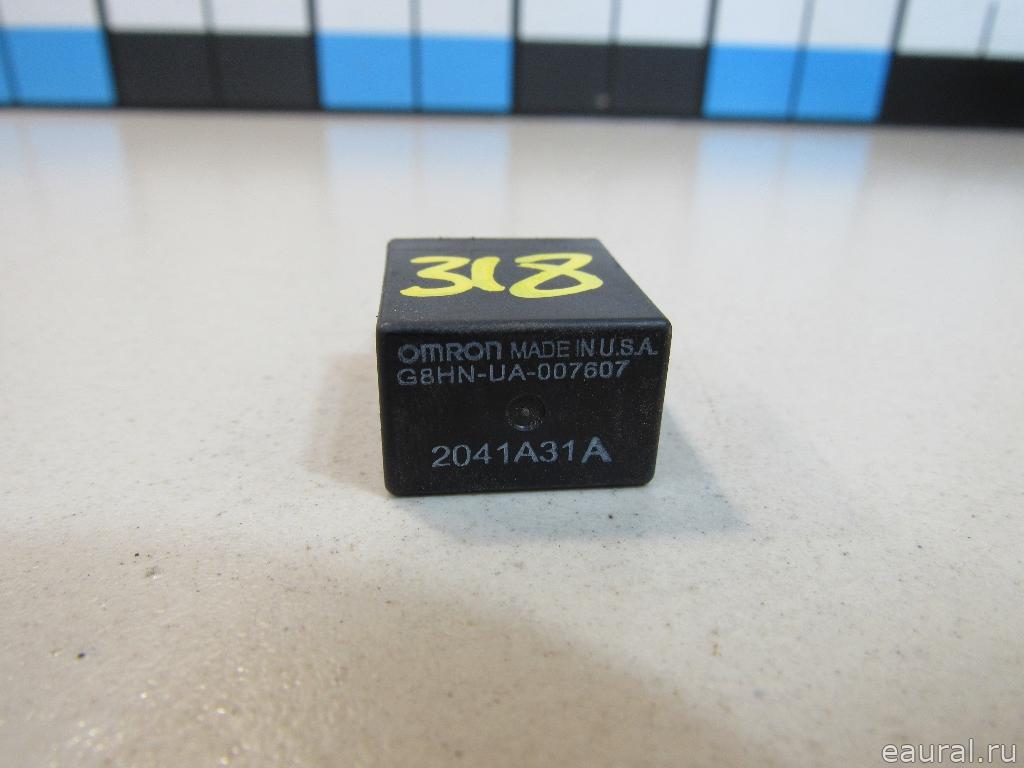 318
OMRON MADE IN U.S.A.
G8HN-UA-007607
2041A31A
eaural.ru